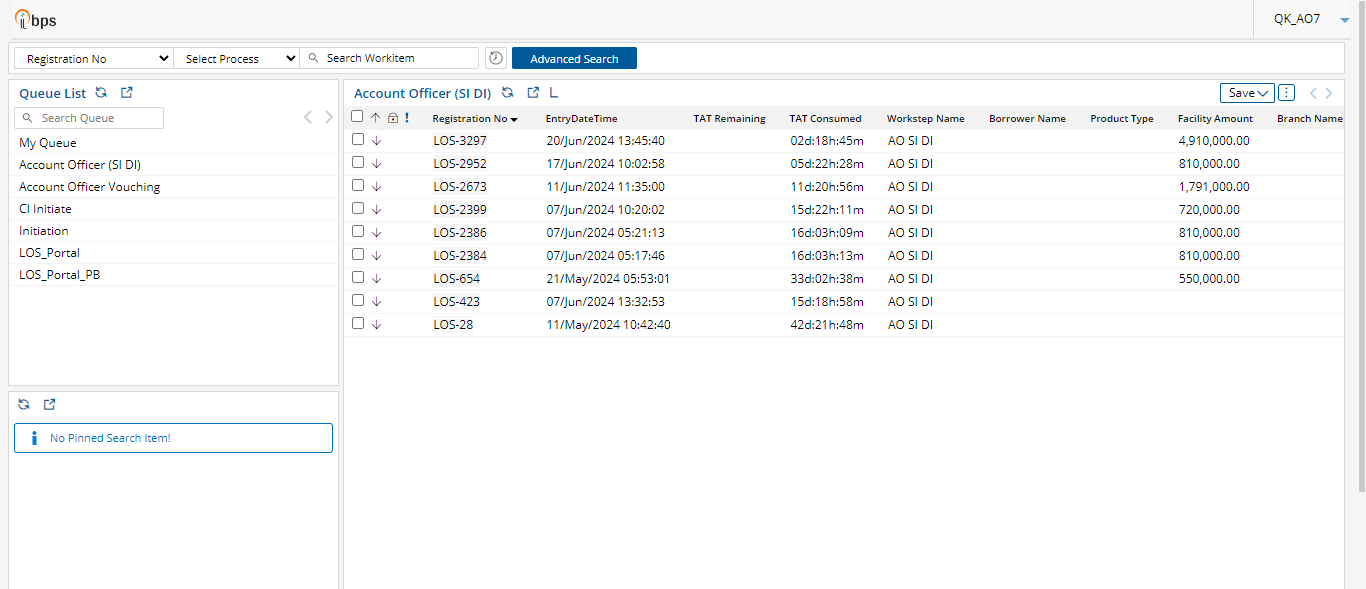 ibps
QK_AO7
Registration No Select Process Search Workitem Advanced Search
Queue List
Search Queue
My Queue
Account Officer (SI DI)
Account Officer Vouching
CI Initiate
Initiation
LOS_Portal
LOS_Portal_PB
No Pinned Search Item!
Account Officer (SI DI) L Save
! Registration No EntryDateTime TAT Remaining TAT Consumed Workstep Name Borrower Name Product Type Facility Amount Branch Name
LOS-3297 20/Jun/2024 13:45:40 02d:18h:45m AO SI DI 4,910,000.00
LOS-2952 17/Jun/2024 10:02:58 05d:22h:28m AO SI DI 810,000.00
LOS-2673 11/Jun/2024 11:35:00 11d:20h:56m AO SI DI 1,791,000.00
LOS-2399 07/Jun/2024 10:20:02 15d:22h:11m AO SI DI 720,000.00
LOS-2386 07/Jun/2024 05:21:13 16d:03h:09m AO SI DI 810,000.00
LOS-2384 07/Jun/2024 05:17:46 16d:03h:13m AO SI DI 810,000.00
LOS-654 21/May/2024 05:53:01 33d:02h:38m AO SI DI 550,000.00
LOS-423 07/Jun/2024 13:32:53 15d:18h:58m AO SI DI
LOS-28 11/May/2024 10:42:40 42d:21h:48m AO SI DI